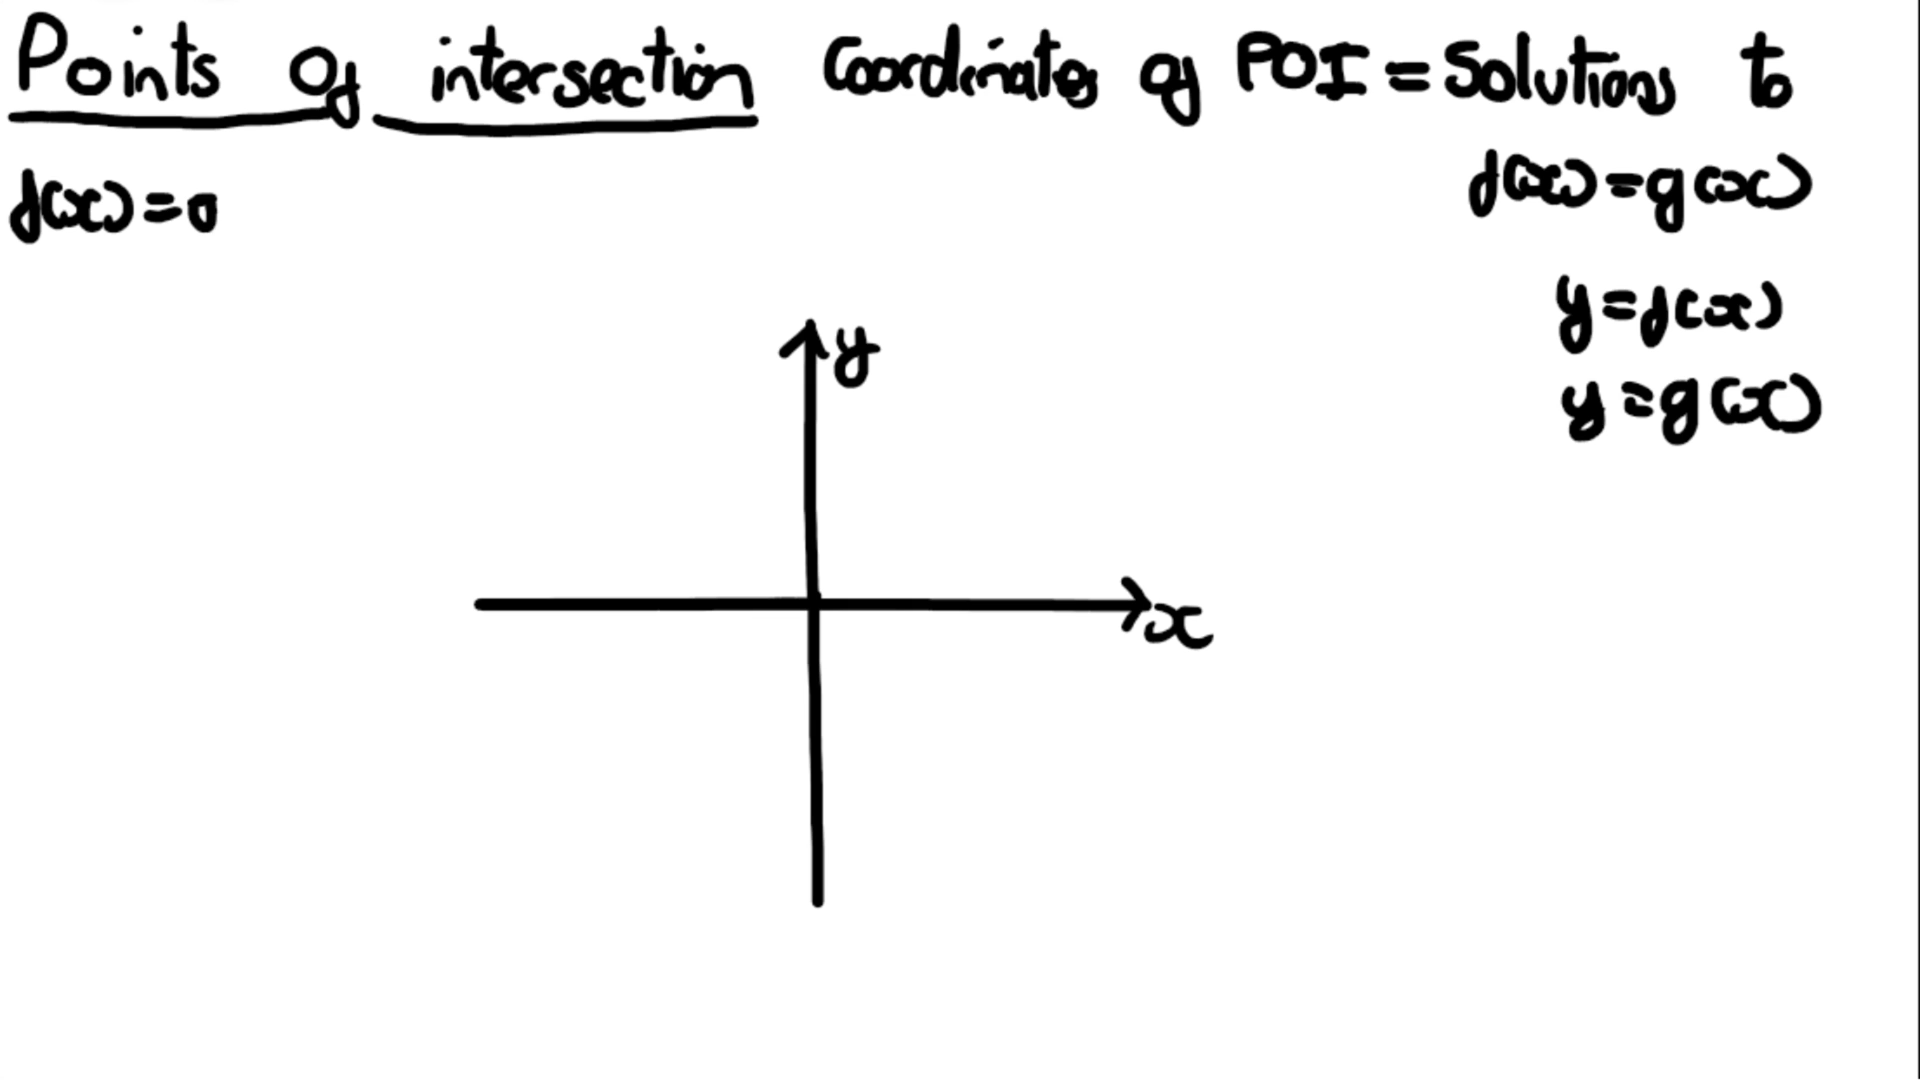 Points of intersection Coordinates of POI = Solutions to
f(x)=g(x)
f(x)=0
y=f(x)
y=g(x)
y
x